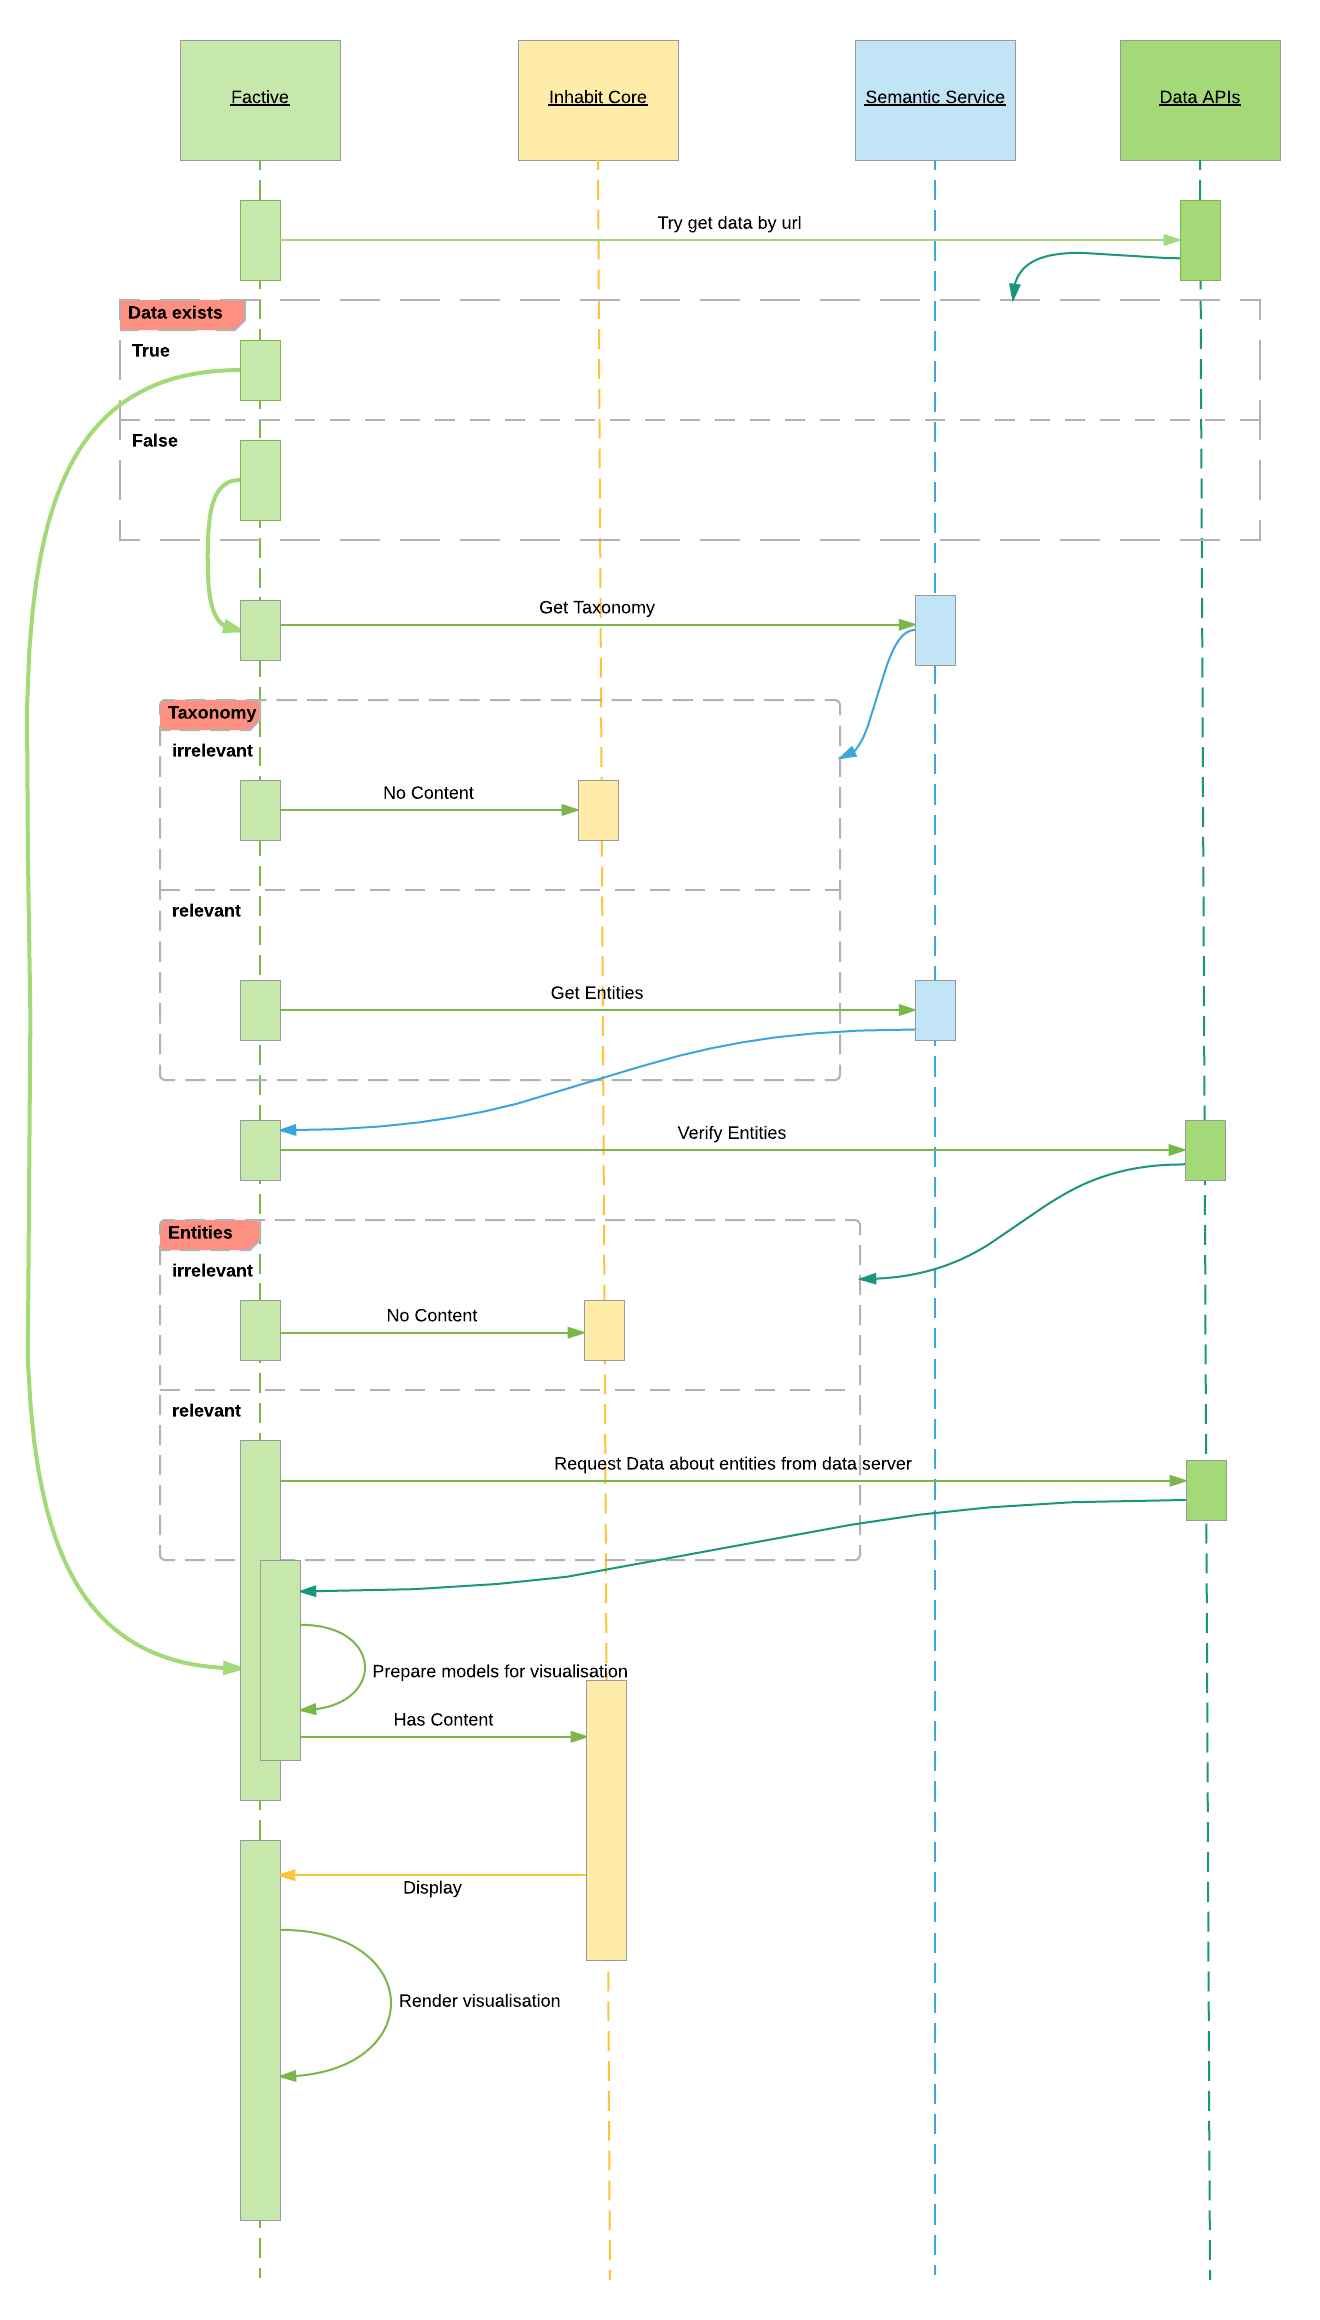 Factive
Inhabit Core
Semantic Service
Data APIs
Try get data by url
Data exists
True
False
Get Taxonomy
Taxonomy
irrelevant
No Content
relevant
Get Entities
Verify Entities
Entities
irrelevant
No Content
relevant
Request Data about entities from data server
Prepare models for visualisation
Has Content
Display
Render visualisation